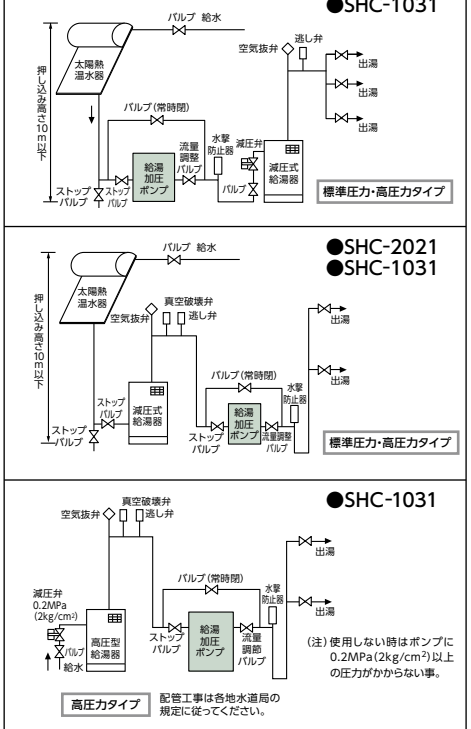 ●SHC-1031
バルブ 給水
空気抜弁
逃し弁
太陽熱
温水器
押し込み高さ10m以下
出湯
出湯
出湯
バルブ(常時閉)
水撃
防止器
減圧弁
流量
調整
バルブ
給湯
加圧
ポンプ
減圧式
給湯器
ストップ
バルブ
ストップ
バルブ
バルブ
標準圧力・高圧力タイプ
●SHC-2021
●SHC-1031
バルブ 給水
太陽熱
温水器
押し込み高さ10m以下
真空破壊弁
空気抜弁
逃し弁
出湯
出湯
バルブ(常時閉)
水撃
防止器
ストップ
バルブ
減圧式
給湯器
給湯
加圧
ポンプ
ストップ
バルブ
ストップ
バルブ
流量調整
バルブ
標準圧力・高圧力タイプ
●SHC-1031
真空破壊弁
空気抜弁
逃し弁
出湯
出湯
バルブ(常時閉)
水撃
防止器
減圧弁
0.2MPa
(2kg/cm²)
バルブ
給水
高圧型
給湯器
ストップ
バルブ
給湯
加圧
ポンプ
流量
調節
バルブ
(注)使用しない時はポンプに
0.2MPa(2kg/cm²)以上
の圧力がかからない事。
高圧力タイプ
配管工事は各地水道局の
規定に従ってください。